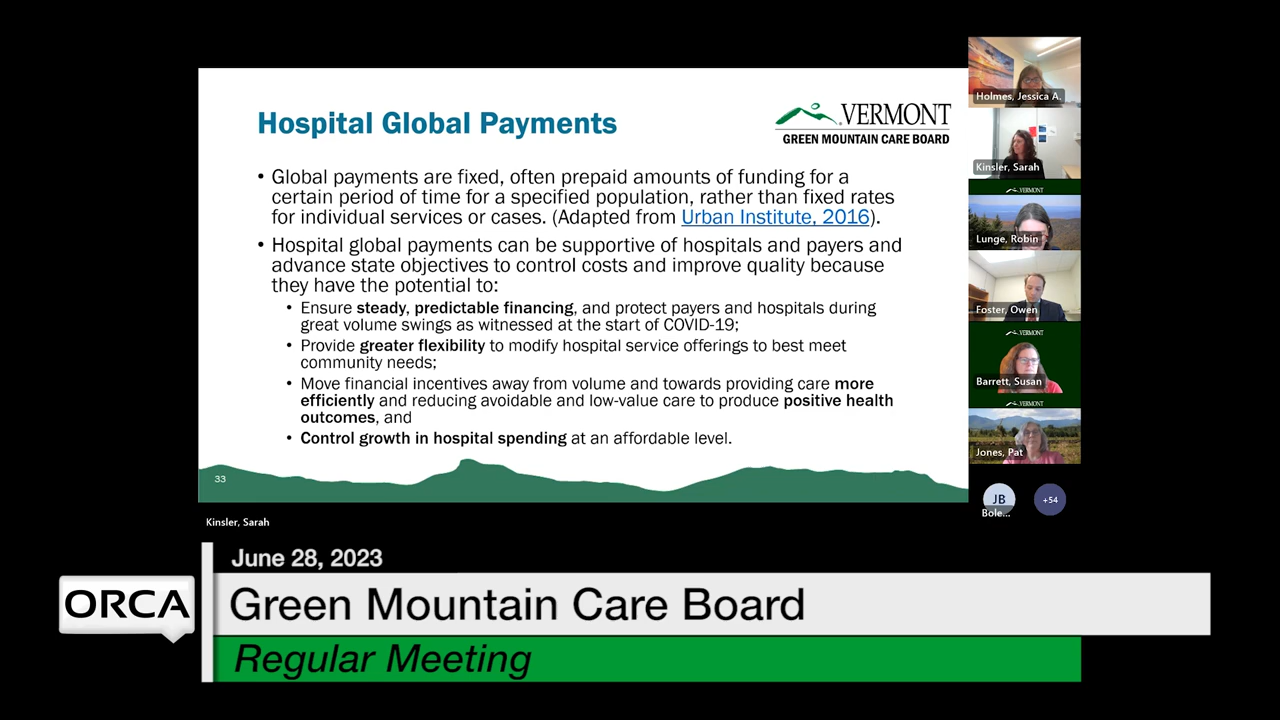 Hospital Global Payments
VERMONT
GREEN MOUNTAIN CARE BOARD
• Global payments are fixed, often prepaid amounts of funding for a
certain period of time for a specified population, rather than fixed rates
for individual services or cases. (Adapted from Urban Institute, 2016).
• Hospital global payments can be supportive of hospitals and payers and
advance state objectives to control costs and improve quality because
they have the potential to:
• Ensure steady, predictable financing, and protect payers and hospitals during
great volume swings as witnessed at the start of COVID-19;
• Provide greater flexibility to modify hospital service offerings to best meet
community needs;
• Move financial incentives away from volume and towards providing care more
efficiently and reducing avoidable and low-value care to produce positive health
outcomes, and
• Control growth in hospital spending at an affordable level.
33
Kinsler, Sarah
Holmes, Jessica A.
Kinsler, Sarah
VERMONT
Lunge, Robin
Foster, Owen
VERMONT
Barrett, Susan
VERMONT
Jones, Pat
JB
+54
Bole...
June 28, 2023
ORCA
Green Mountain Care Board
Regular Meeting